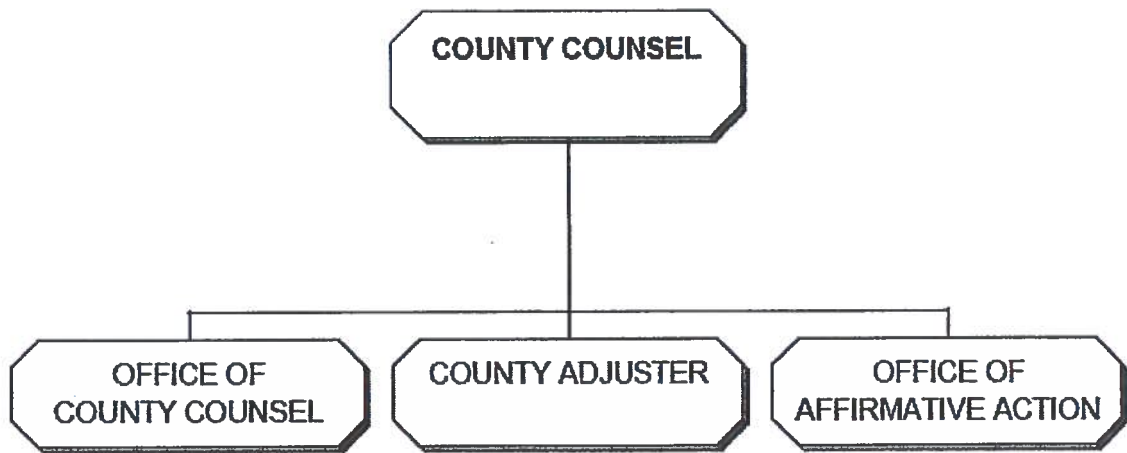 COUNTY COUNSEL
OFFICE OF
COUNTY COUNSEL
COUNTY ADJUSTER
OFFICE OF
AFFIRMATIVE ACTION